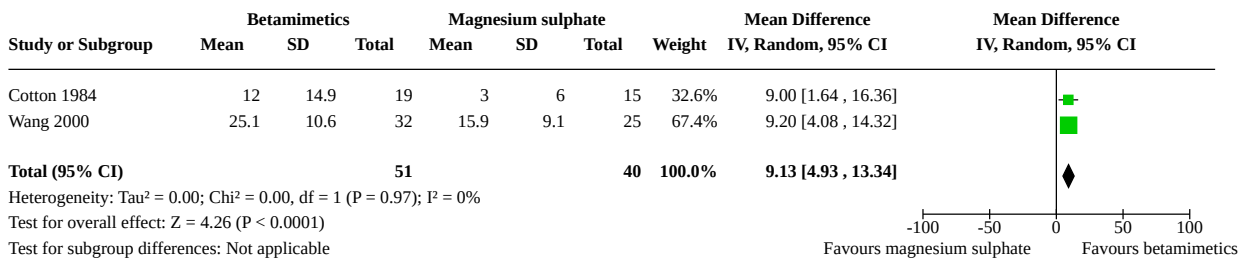 Betamimetics Magnesium sulphate Mean Difference Mean Difference
Study or Subgroup Mean SD Total Mean SD Total Weight IV, Random, 95% CI IV, Random, 95% CI
Cotton 1984 12 14.9 19 3 6 15 32.6% 9.00 [1.64 , 16.36]
Wang 2000 25.1 10.6 32 15.9 9.1 25 67.4% 9.20 [4.08 , 14.32]
Total (95% CI) 51 40 100.0% 9.13 [4.93 , 13.34]
Heterogeneity: Tau² = 0.00; Chi² = 0.00, df = 1 (P = 0.97); I² = 0%
Test for overall effect: Z = 4.26 (P < 0.0001)
-100 -50 0 50 100
Test for subgroup differences: Not applicable
Favours magnesium sulphate Favours betamimetics